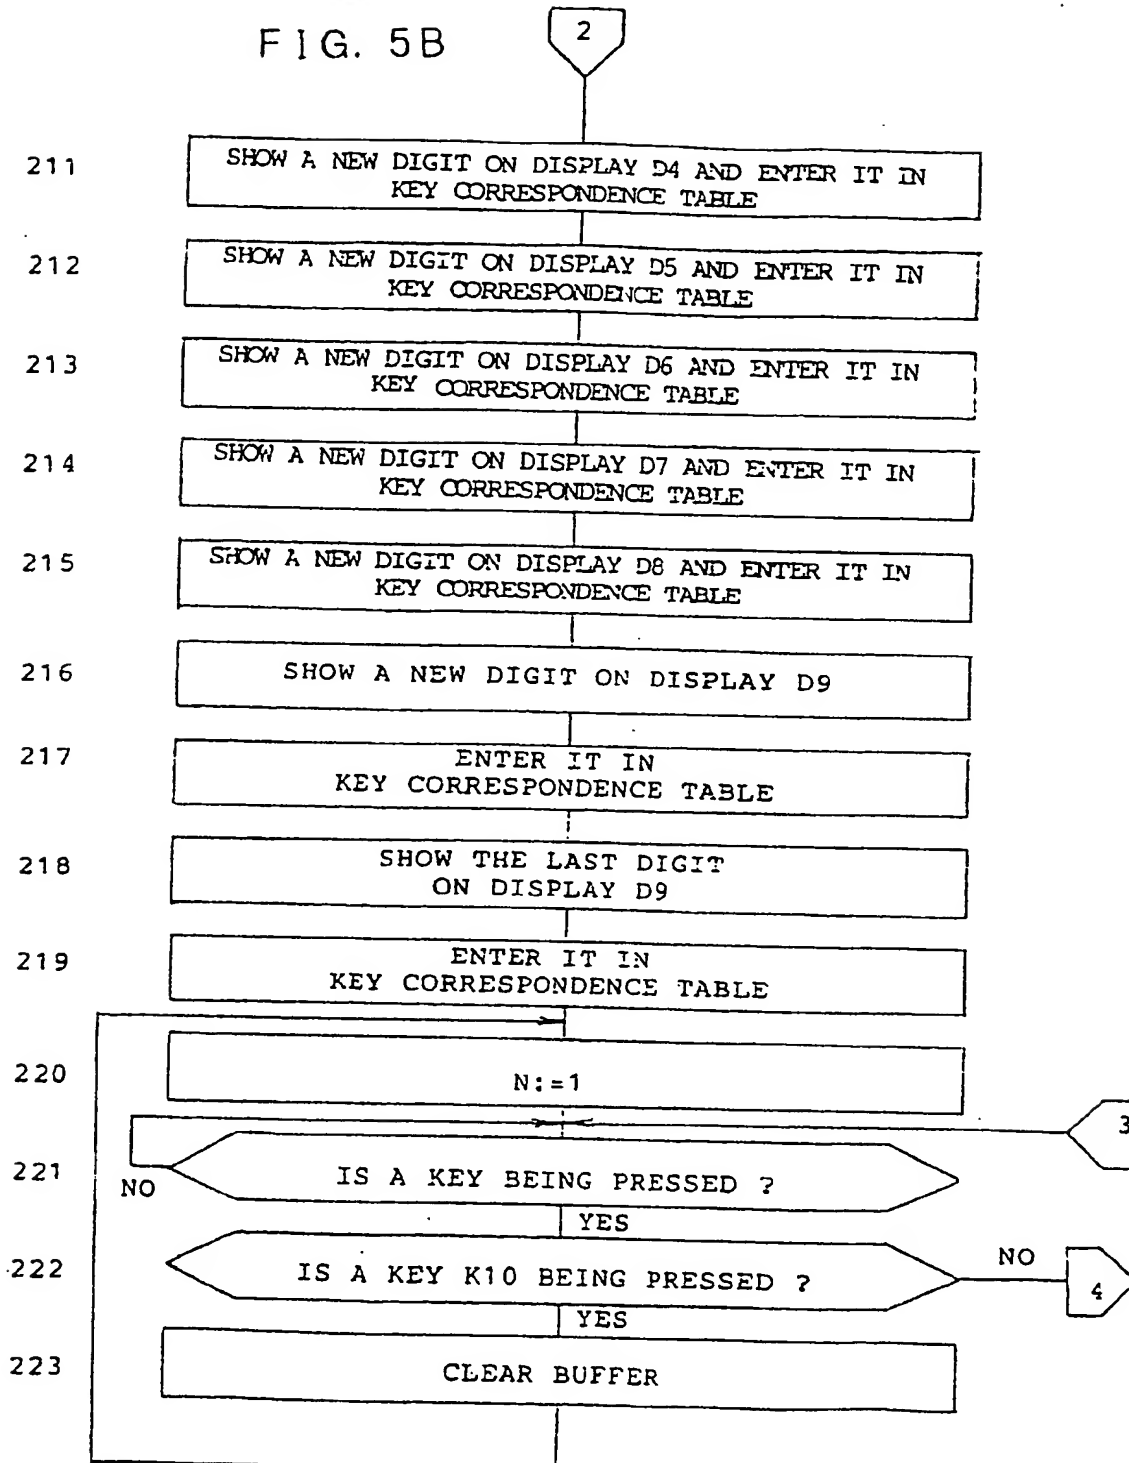 FIG. 5B
2
211
SHOW A NEW DIGIT ON DISPLAY D4 AND ENTER IT IN
KEY CORRESPONDENCE TABLE
212
SHOW A NEW DIGIT ON DISPLAY D5 AND ENTER IT IN
KEY CORRESPONDENCE TABLE
213
SHOW A NEW DIGIT ON DISPLAY D6 AND ENTER IT IN
KEY CORRESPONDENCE TABLE
214
SHOW A NEW DIGIT ON DISPLAY D7 AND ENTER IT IN
KEY CORRESPONDENCE TABLE
215
SHOW A NEW DIGIT ON DISPLAY D8 AND ENTER IT IN
KEY CORRESPONDENCE TABLE
216
SHOW A NEW DIGIT ON DISPLAY D9
217
ENTER IT IN
KEY CORRESPONDENCE TABLE
218
SHOW THE LAST DIGIT
ON DISPLAY D9
219
ENTER IT IN
KEY CORRESPONDENCE TABLE
220
N:=1
3
221
IS A KEY BEING PRESSED ?
NO
YES
222
IS A KEY K10 BEING PRESSED ?
NO
4
YES
223
CLEAR BUFFER